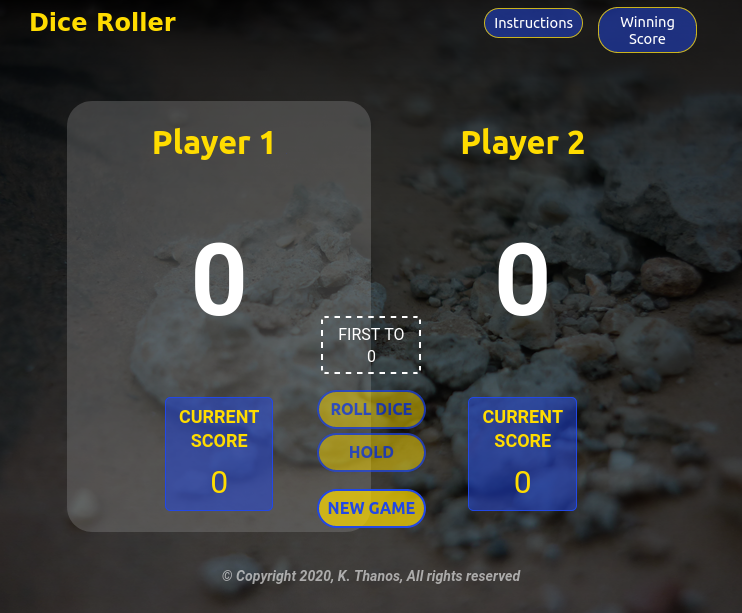 Dice Roller
Instructions
Winning
Score
Player 1
Player 2
0
0
FIRST TO
0
ROLL DICE
HOLD
NEW GAME
CURRENT
SCORE
0
CURRENT
SCORE
0
© Copyright 2020, K. Thanos, All rights reserved